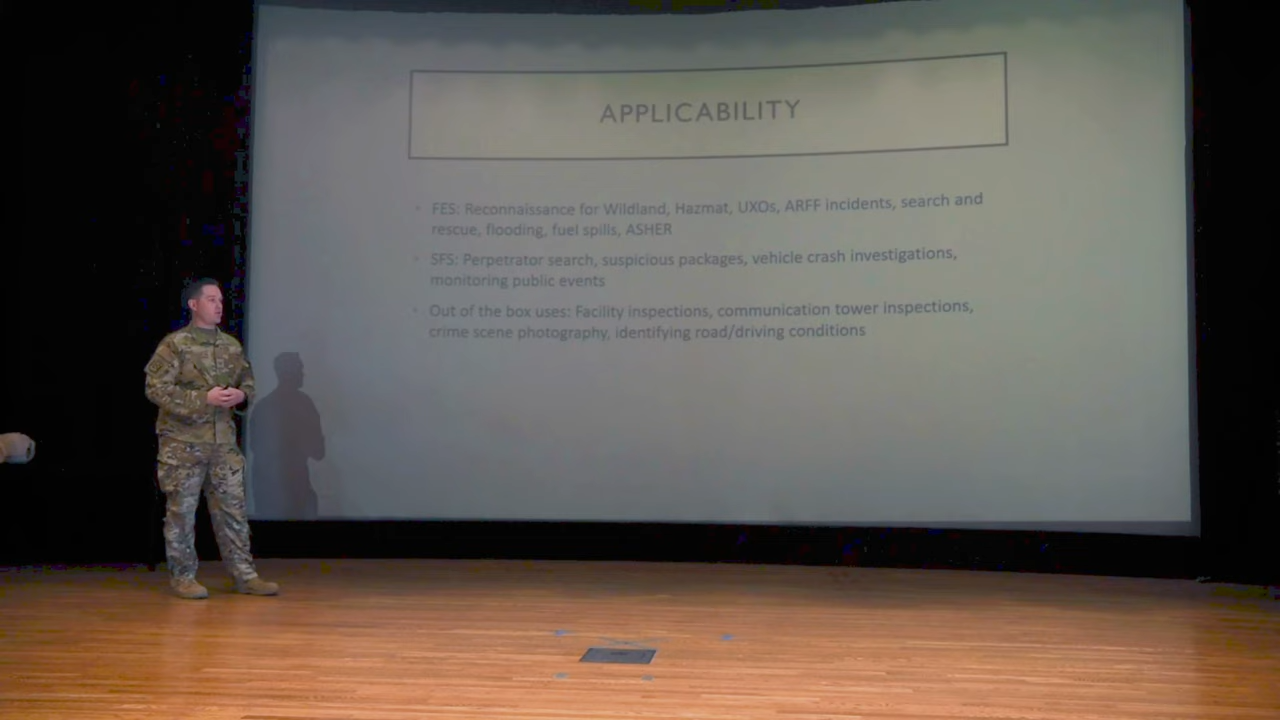 APPLICABILITY
• FES: Reconnaissance for Wildland, Hazmat, UXOs, ARFF incidents, search and
rescue, flooding, fuel spills, ASHER
• SFS: Perpetrator search, suspicious packages, vehicle crash investigations,
monitoring public events
• Out of the box uses: Facility inspections, communication tower inspections,
crime scene photography, identifying road/driving conditions